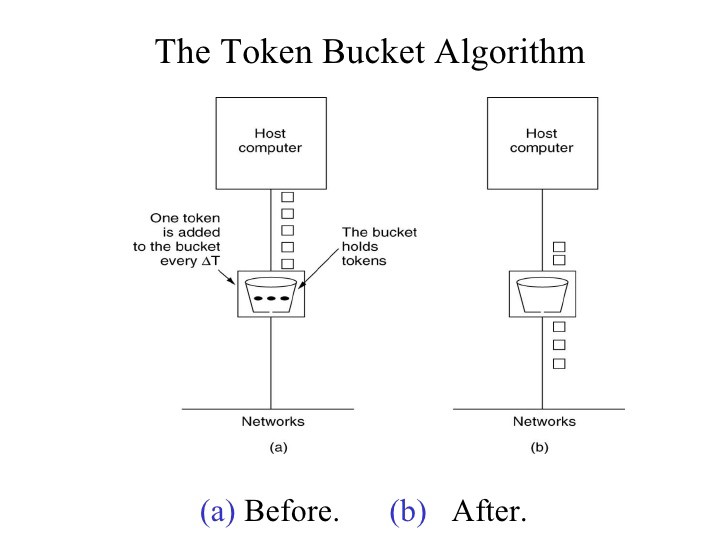 The Token Bucket Algorithm
Host
computer
One token
is added
to the bucket
every ΔT
The bucket
holds
tokens
Networks
(a)
Host
computer
Networks
(b)
(a) Before. (b) After.